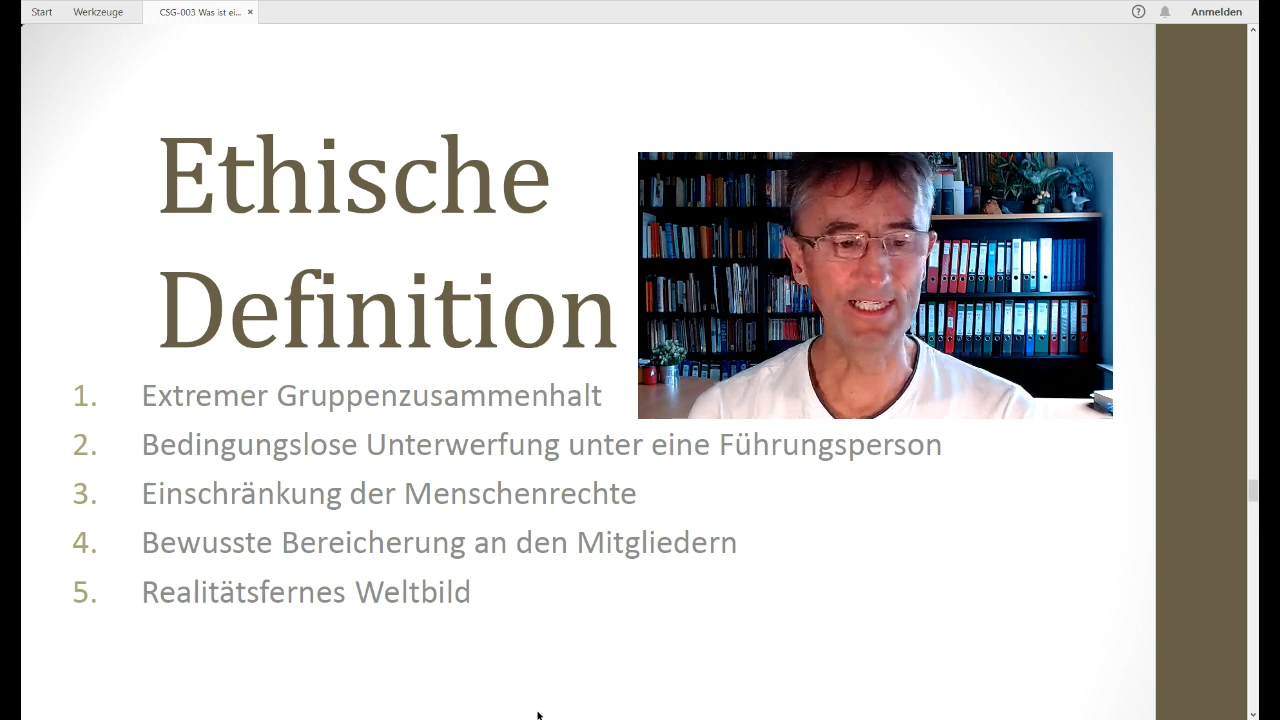 Start Werkzeuge CSG-003 Was ist ei... × ? Anmelden
Ethische
Definition
1. Extremer Gruppenzusammenhalt
2. Bedingungslose Unterwerfung unter eine Führungsperson
3. Einschränkung der Menschenrechte
4. Bewusste Bereicherung an den Mitgliedern
5. Realitätsfernes Weltbild